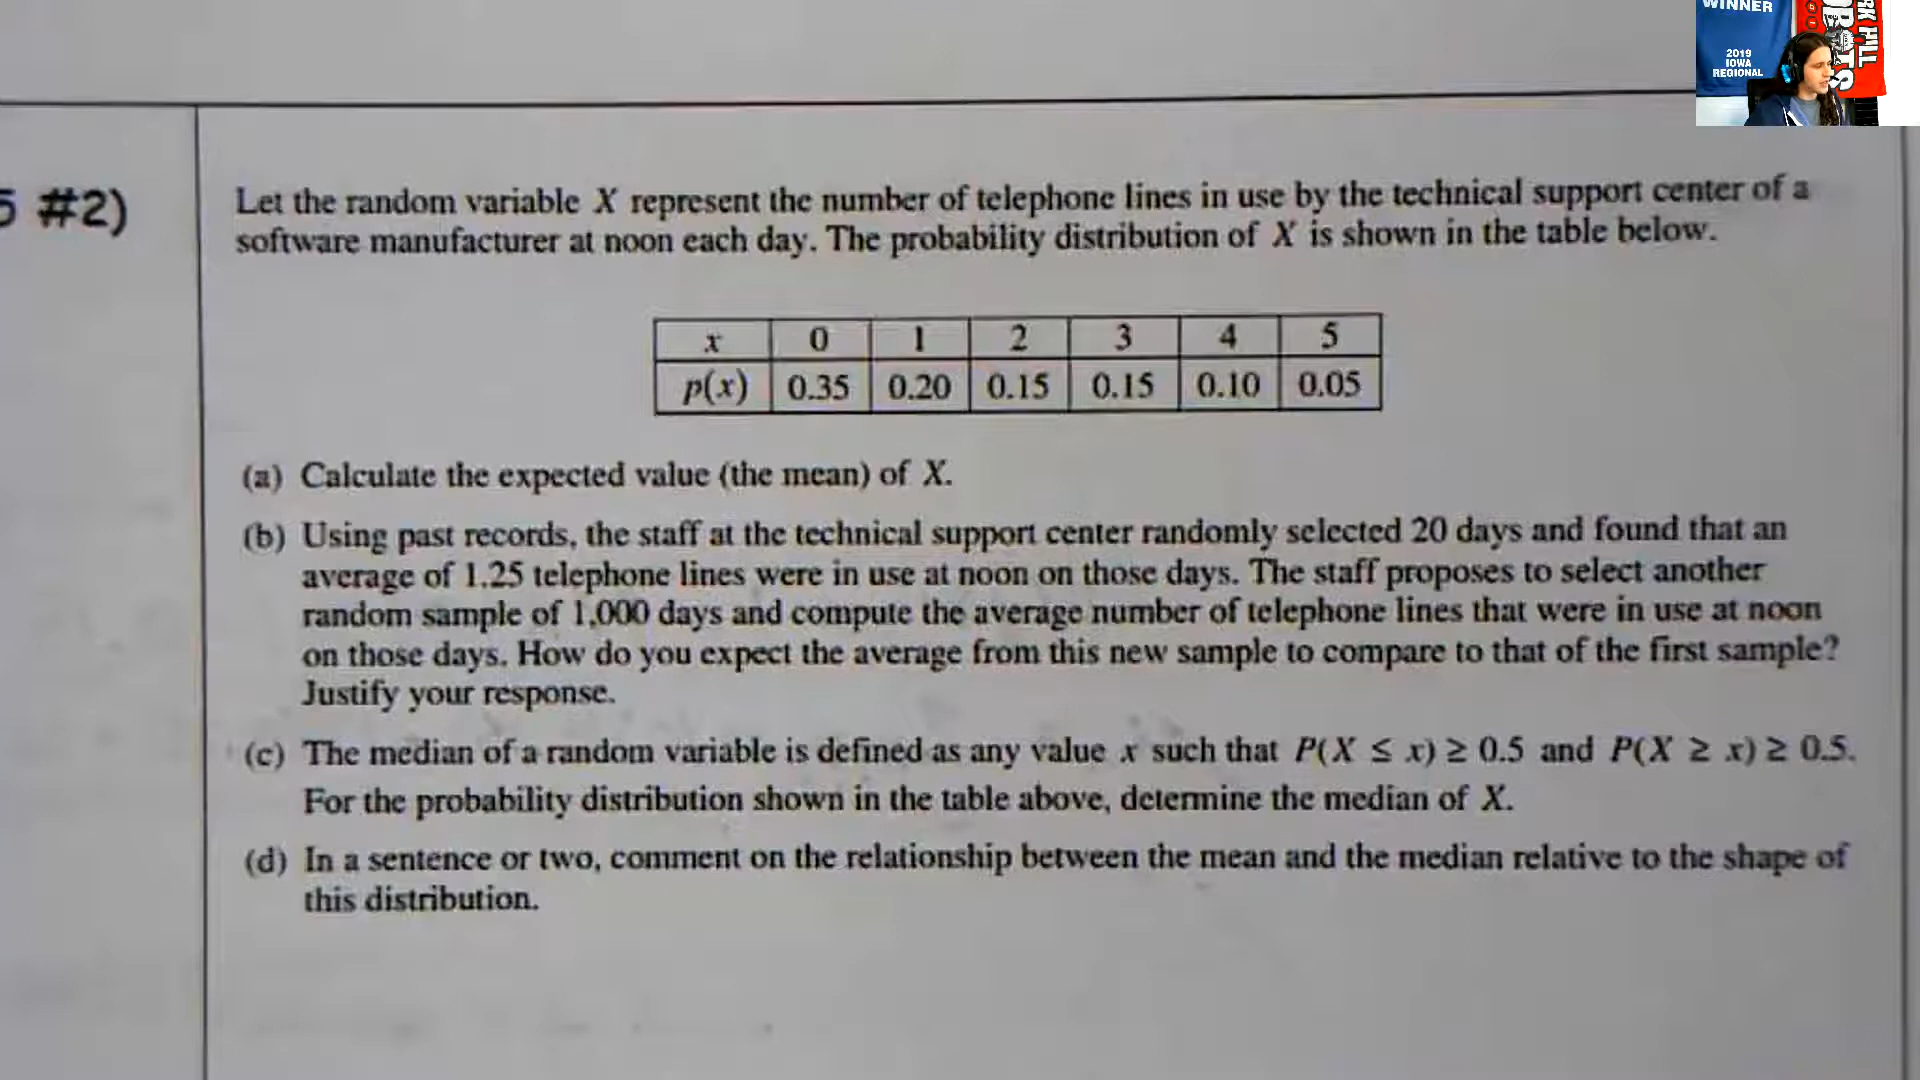 WINNER
2019
IOWA
REGIONAL
5 #2)
Let the random variable X represent the number of telephone lines in use by the technical support center of a
software manufacturer at noon each day. The probability distribution of X is shown in the table below.
x 0 1 2 3 4 5
p(x) 0.35 0.20 0.15 0.15 0.10 0.05
(a) Calculate the expected value (the mean) of X.
(b) Using past records, the staff at the technical support center randomly selected 20 days and found that an
average of 1.25 telephone lines were in use at noon on those days. The staff proposes to select another
random sample of 1,000 days and compute the average number of telephone lines that were in use at noon
on those days. How do you expect the average from this new sample to compare to that of the first sample?
Justify your response.
(c) The median of a random variable is defined as any value x such that P(X ≤ x) ≥ 0.5 and P(X ≥ x) ≥ 0.5.
For the probability distribution shown in the table above, determine the median of X.
(d) In a sentence or two, comment on the relationship between the mean and the median relative to the shape of
this distribution.